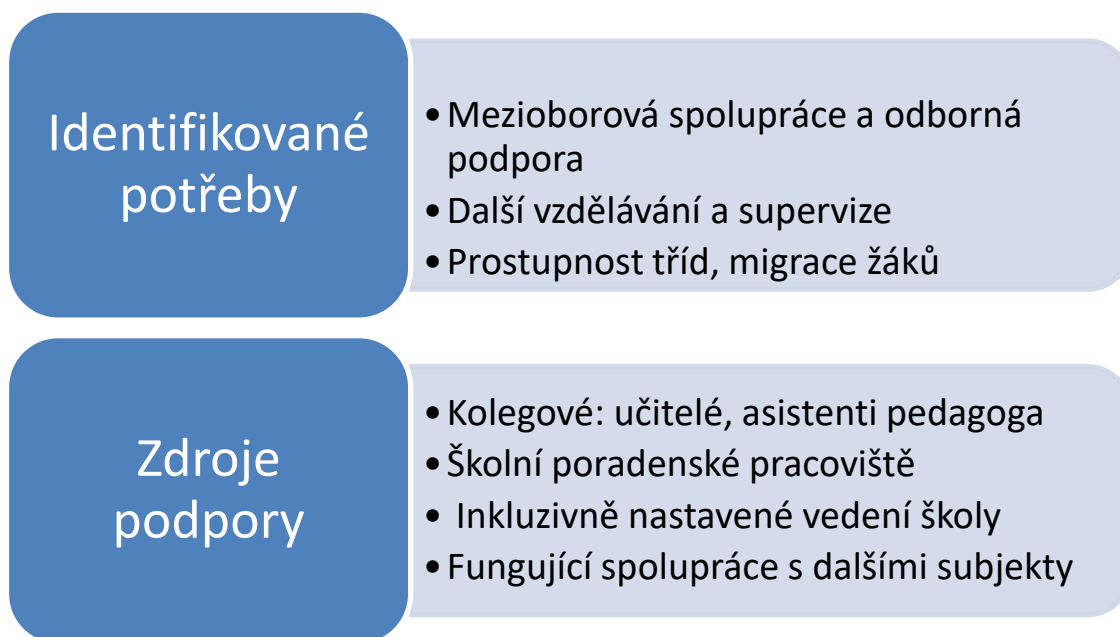 Identifikované
potřeby
• Mezioborová spolupráce a odborná
podpora
• Další vzdělávání a supervize
• Prostupnost tříd, migrace žáků
Zdroje
podpory
• Kolegové: učitelé, asistenti pedagoga
• Školní poradenské pracoviště
• Inkluzivně nastavené vedení školy
• Fungující spolupráce s dalšími subjekty